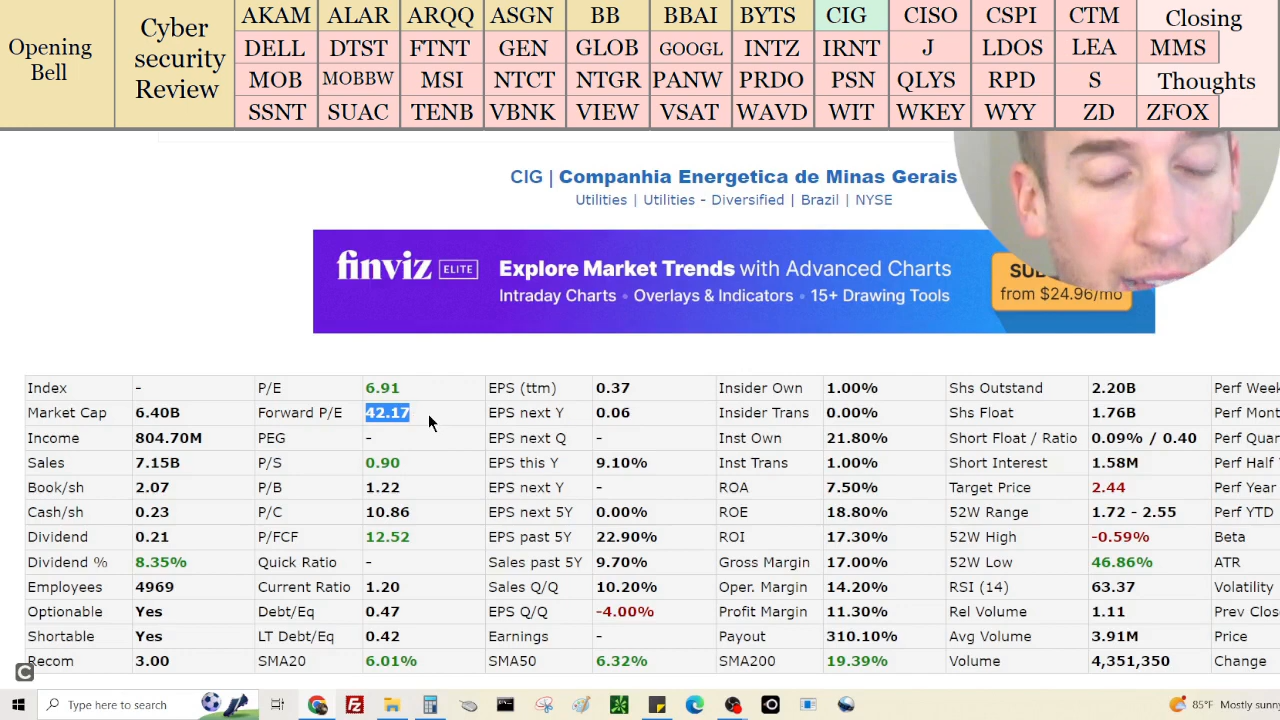 Opening Bell
Cyber security Review
AKAM ALAR ARQQ ASGN BB BBAI BYTS CIG CISO CSPI CTM Closing
DELL DTST FTNT GEN GLOB GOOGL INTZ IRNT J LDOS LEA MMS
MOB MOBBW MSI NTCT NTGR PANW PRDO PSN QLYS RPD S Thoughts
SSNT SUAC TENB VBNK VIEW VSAT WAVD WIT WKEY WYY ZD ZFOX
CIG | Companhia Energetica de Minas Gerais
Utilities | Utilities - Diversified | Brazil | NYSE
finviz ELITE Explore Market Trends with Advanced Charts
Intraday Charts • Overlays & Indicators • 15+ Drawing Tools
from $24.96/mo
Index - P/E 6.91 EPS (ttm) 0.37 Insider Own 1.00% Shs Outstand 2.20B Perf Week
Market Cap 6.40B Forward P/E 42.17 EPS next Y 0.06 Insider Trans 0.00% Shs Float 1.76B Perf Mont
Income 804.70M PEG - EPS next Q - Inst Own 21.80% Short Float / Ratio 0.09% / 0.40 Perf Quar
Sales 7.15B P/S 0.90 EPS this Y 9.10% Inst Trans 1.00% Short Interest 1.58M Perf Half
Book/sh 2.07 P/B 1.22 EPS next Y - ROA 7.50% Target Price 2.44 Perf Year
Cash/sh 0.23 P/C 10.86 EPS next 5Y 0.00% ROE 18.80% 52W Range 1.72 - 2.55 Perf YTD
Dividend 0.21 P/FCF 12.52 EPS past 5Y 22.90% ROI 17.30% 52W High -0.59% Beta
Dividend % 8.35% Quick Ratio - Sales past 5Y 9.70% Gross Margin 17.00% 52W Low 46.86% ATR
Employees 4969 Current Ratio 1.20 Sales Q/Q 10.20% Oper. Margin 14.20% RSI (14) 63.37 Volatility
Optionable Yes Debt/Eq 0.47 EPS Q/Q -4.00% Profit Margin 11.30% Rel Volume 1.11 Prev Close
Shortable Yes LT Debt/Eq 0.42 Earnings - Payout 310.10% Avg Volume 3.91M Price
Recom 3.00 SMA20 6.01% SMA50 6.32% SMA200 19.39% Volume 4,351,350 Change
Type here to search 85°F Mostly sunn